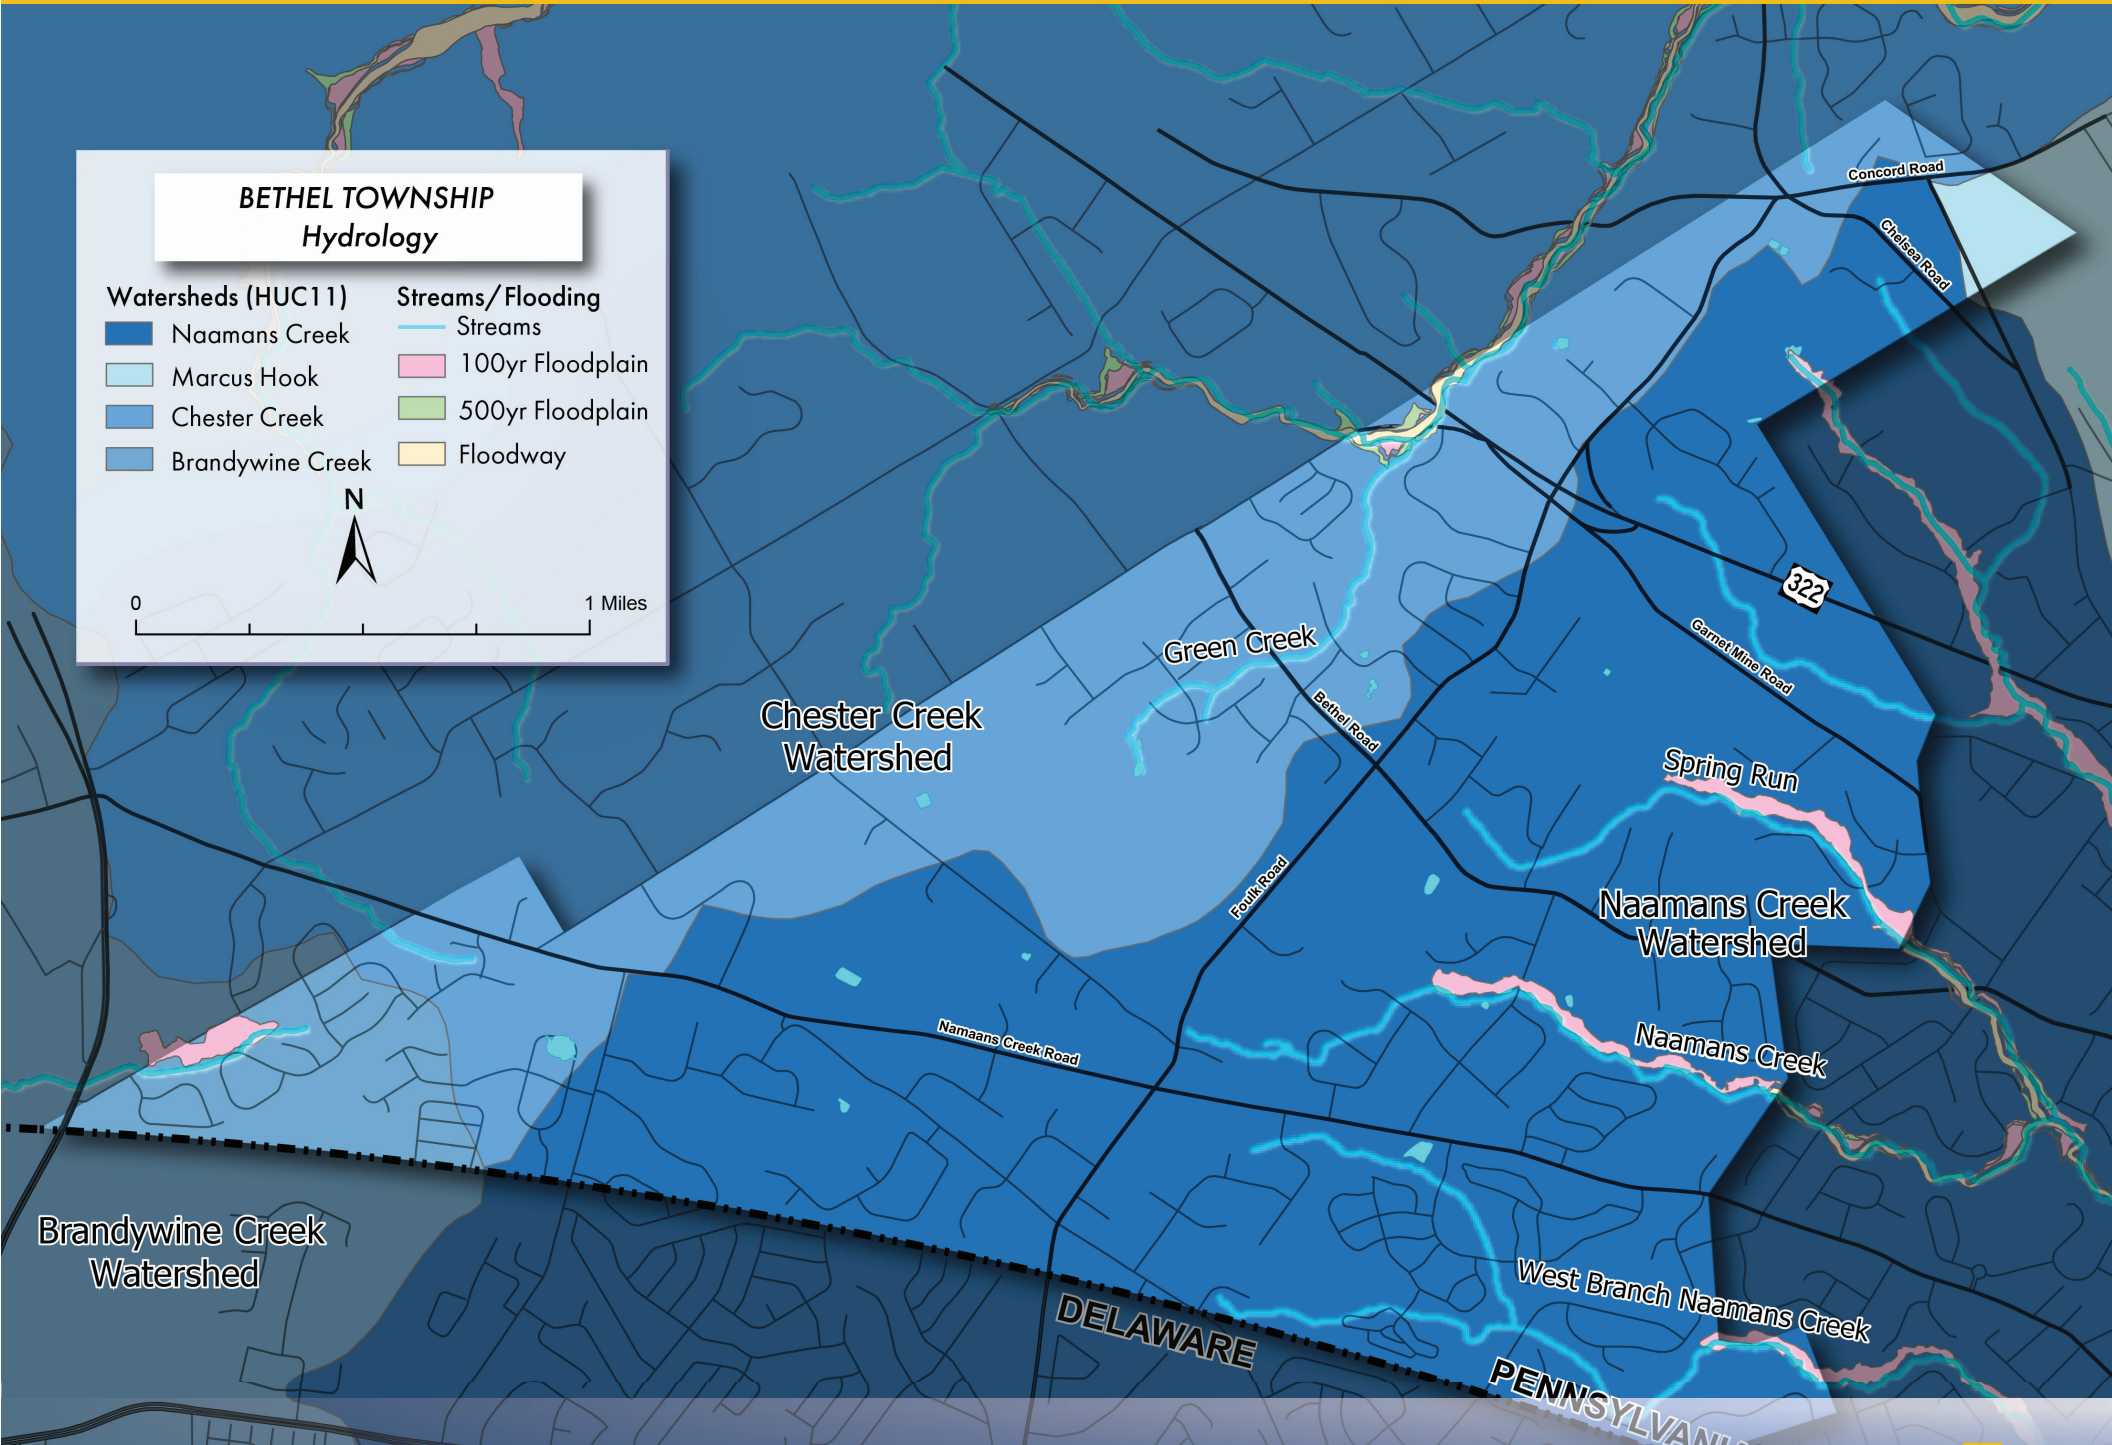 BETHEL TOWNSHIP
Hydrology
Watersheds (HUC11)
Naamans Creek
Marcus Hook
Chester Creek
Brandywine Creek
Streams/Flooding
Streams
100yr Floodplain
500yr Floodplain
Floodway
N
0
1 Miles
Concord Road
Chelsea Road
322
Garnet Mine Road
Green Creek
Bethel Road
Chester Creek
Watershed
Spring Run
Foulk Road
Naamans Creek
Watershed
Namaans Creek Road
Naamans Creek
Brandywine Creek
Watershed
West Branch Naamans Creek
DELAWARE
PENNSYLVANI